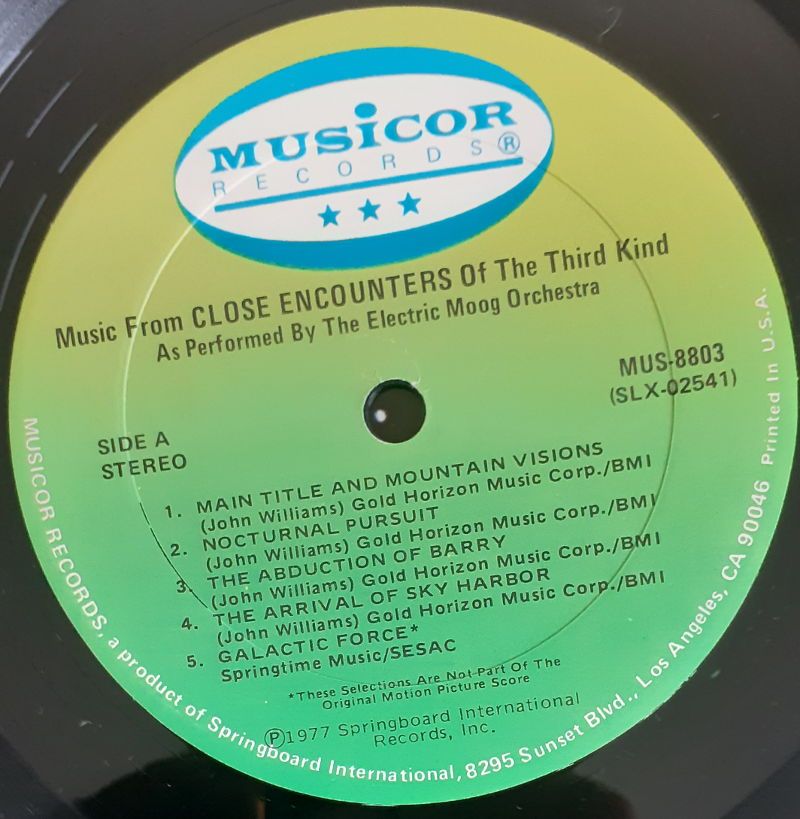 MUSiCOR
RECORDS®
Music From CLOSE ENCOUNTERS Of The Third Kind
As Performed By The Electric Moog Orchestra
MUS-8803
(SLX-02541)
SIDE A
STEREO
1. MAIN TITLE AND MOUNTAIN VISIONS
(John Williams) Gold Horizon Music Corp./BMI
2. NOCTURNAL PURSUIT
(John Williams) Gold Horizon Music Corp./BMI
3. THE ABDUCTION OF BARRY
(John Williams) Gold Horizon Music Corp./BMI
4. THE ARRIVAL OF SKY HARBOR
(John Williams) Gold Horizon Music Corp./BMI
5. GALACTIC FORCE*
Springtime Music/SESAC
*These Selections Are Not Part Of The
Original Motion Picture Score
Ⓟ1977 Springboard International
Records, Inc.
MUSICOR RECORDS, a product of Springboard International, 8295 Sunset Blvd., Los Angeles, CA 90046 Printed In U.S.A.